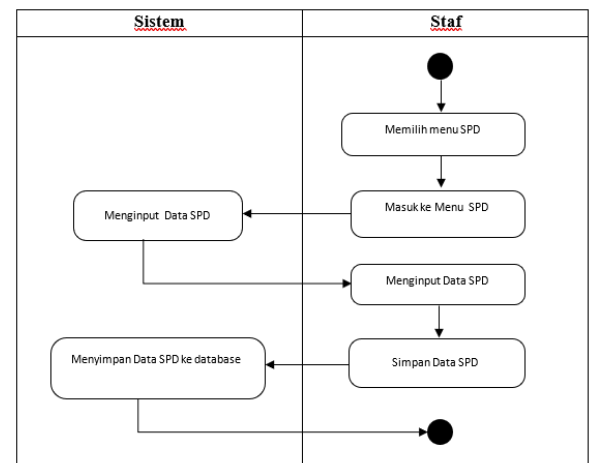 Sistem
Staf
Memilih menu SPD
Masuk ke Menu SPD
Menginput Data SPD
Menginput Data SPD
Simpan Data SPD
Menyimpan Data SPD ke database